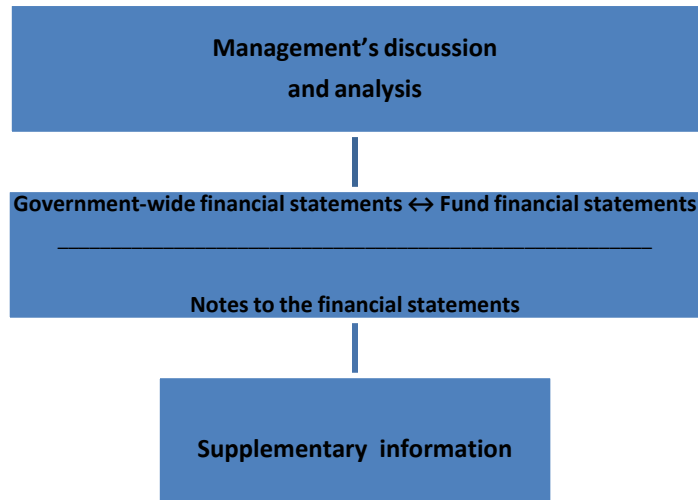 Management’s discussion
and analysis
Government-wide financial statements ↔ Fund financial statements
Notes to the financial statements
Supplementary information